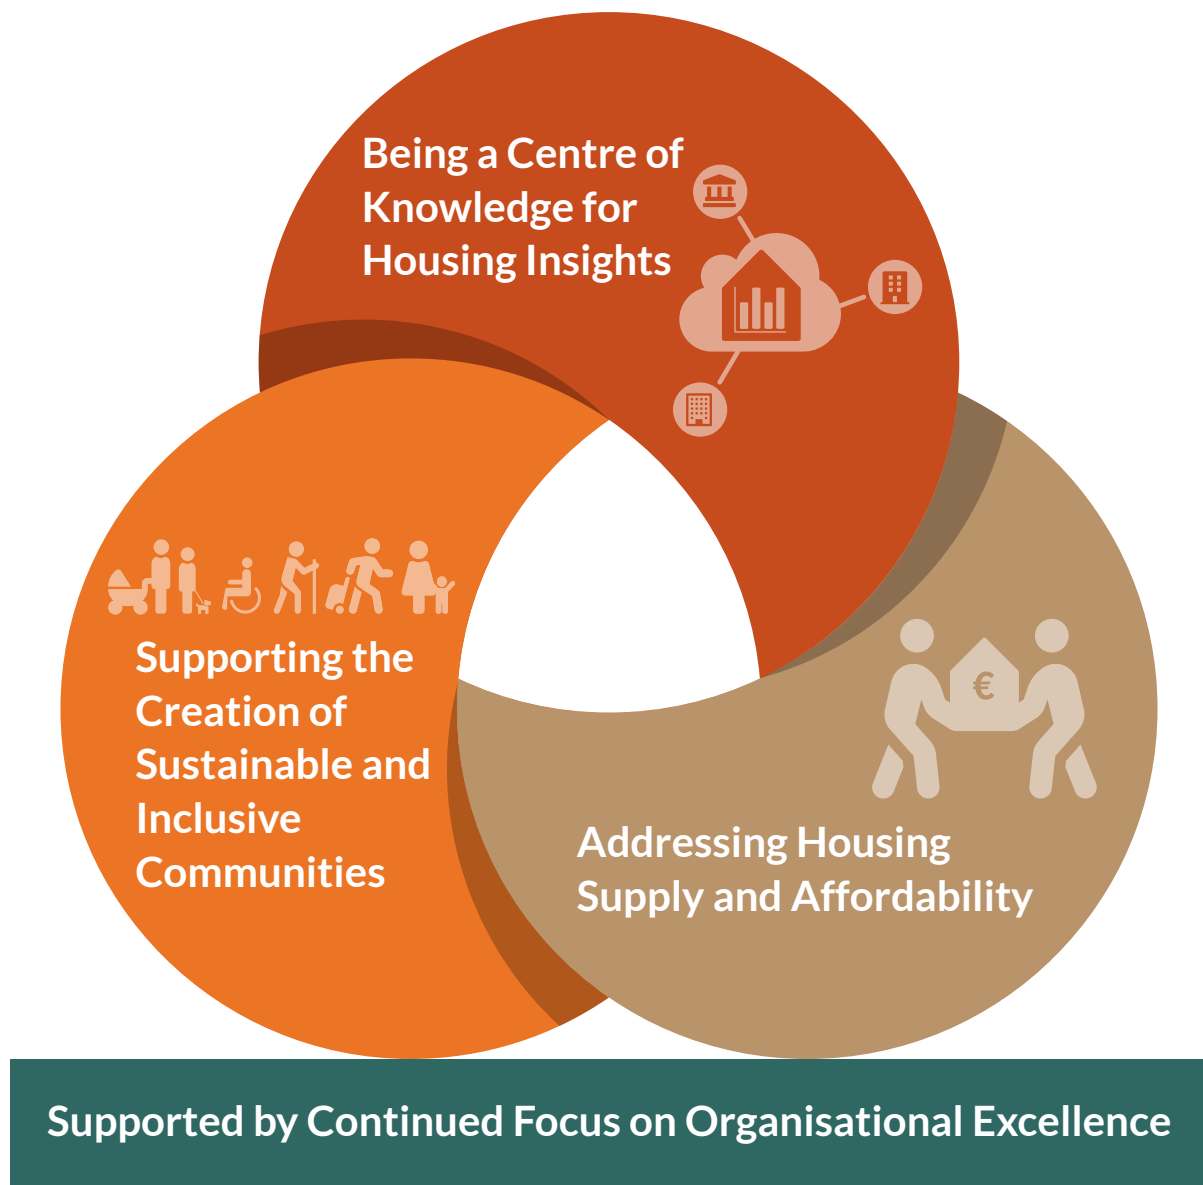 Being a Centre of
Knowledge for
Housing Insights
Supporting the
Creation of
Sustainable and
Inclusive
Communities
€
Addressing Housing
Supply and Affordability
Supported by Continued Focus on Organisational Excellence